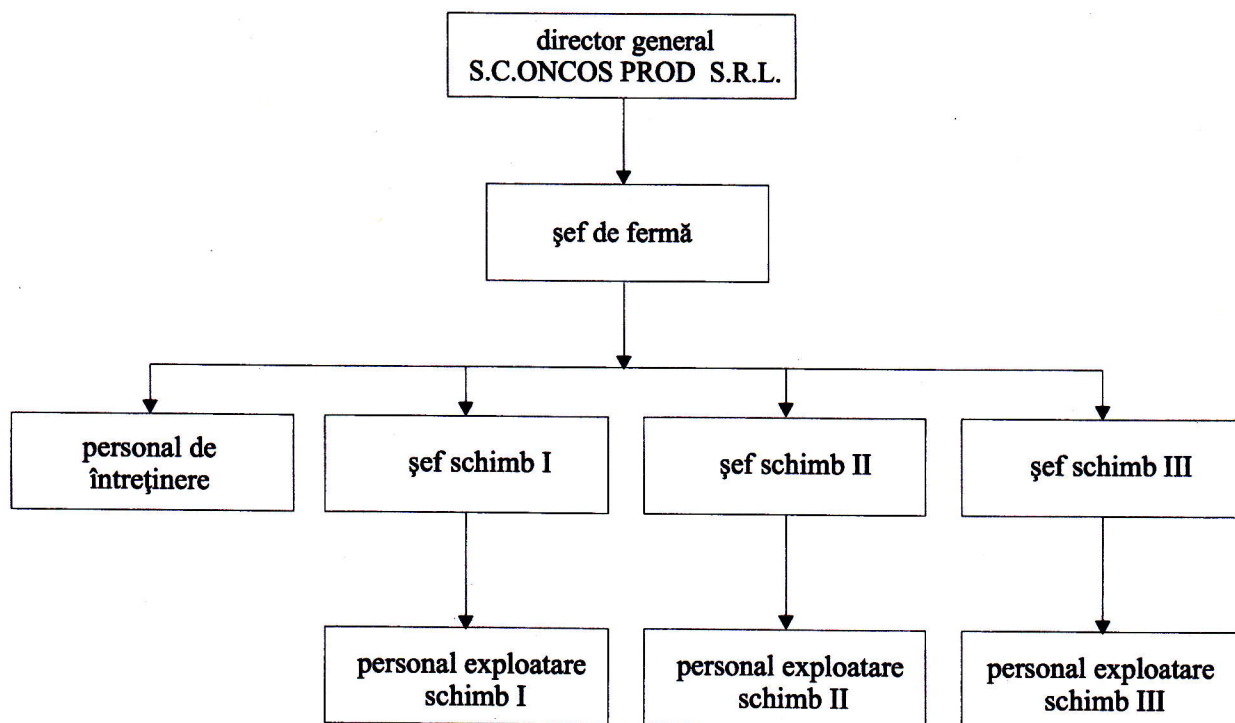 director general
S.C.ONCOS PROD S.R.L.
şef de fermă
personal de
întreţinere
şef schimb I
şef schimb II
şef schimb III
personal exploatare
schimb I
personal exploatare
schimb II
personal exploatare
schimb III